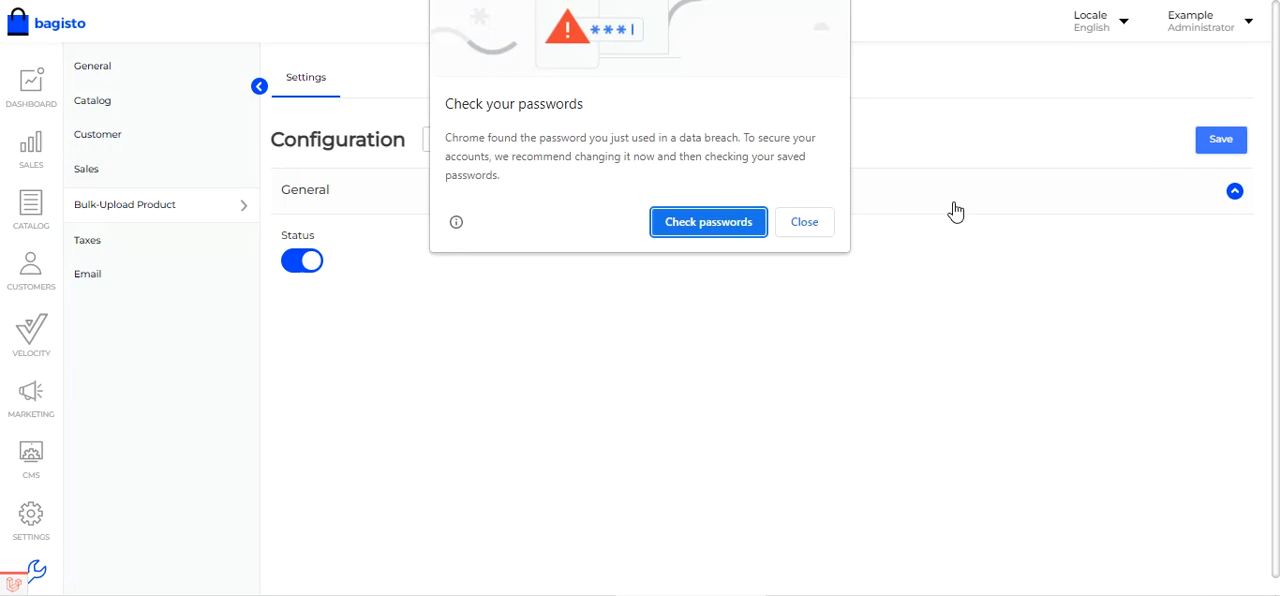 bagisto
Locale
English
Example
Administrator
DASHBOARD
SALES
CATALOG
CUSTOMERS
VELOCITY
MARKETING
CMS
SETTINGS
General
Catalog
Customer
Sales
Bulk-Upload Product
Taxes
Email
Settings
Configuration
Save
General
Status
***
Check your passwords
Chrome found the password you just used in a data breach. To secure your
accounts, we recommend changing it now and then checking your saved
passwords.
Check passwords
Close